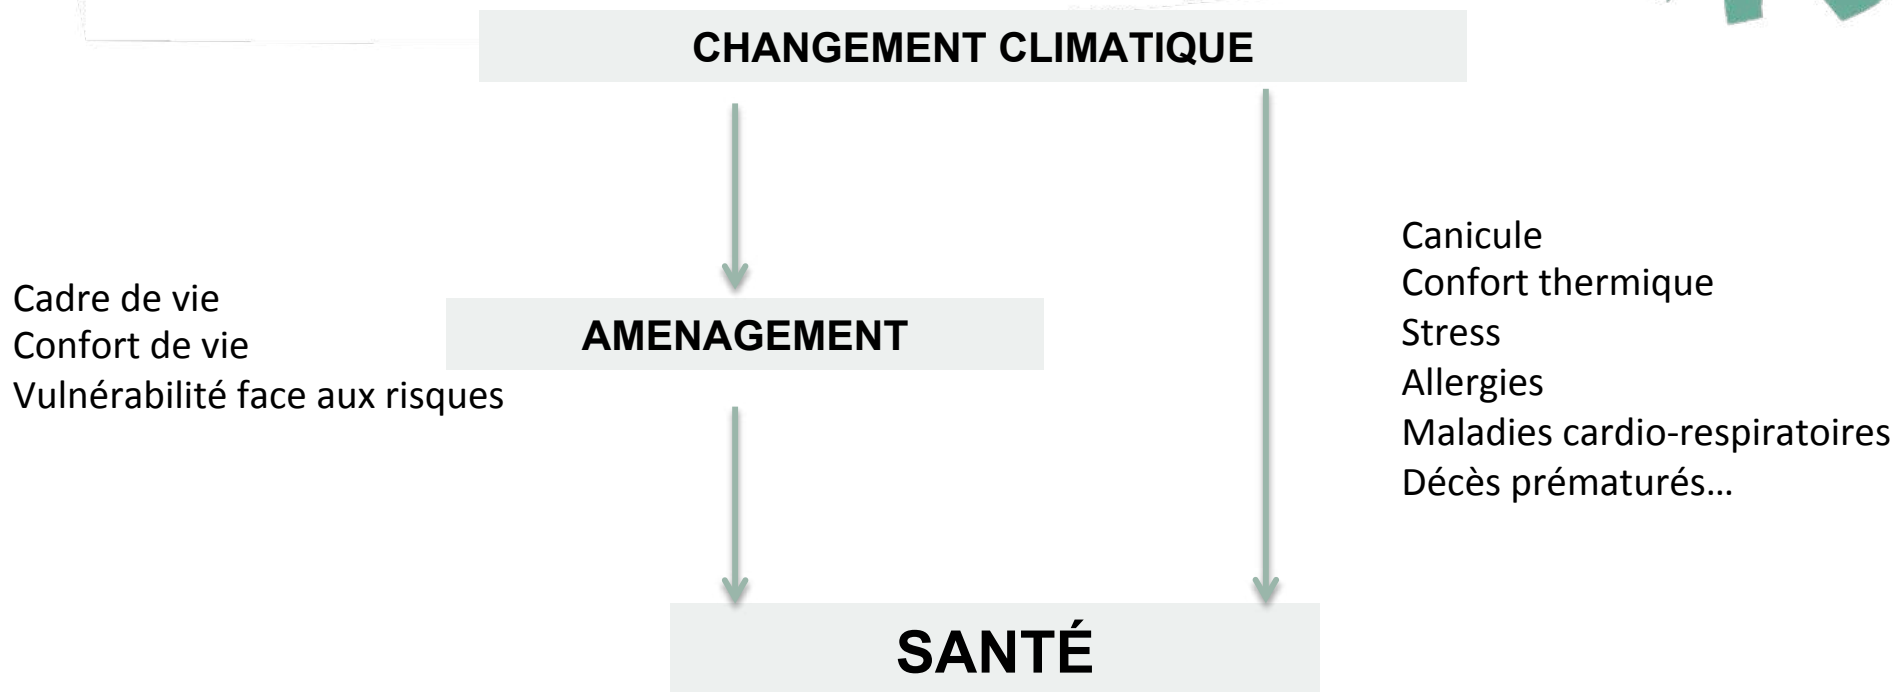 CHANGEMENT CLIMATIQUE
Cadre de vie
Confort de vie
Vulnérabilité face aux risques
AMENAGEMENT
Canicule
Confort thermique
Stress
Allergies
Maladies cardio-respiratoires
Décès prématurés…
SANTÉ